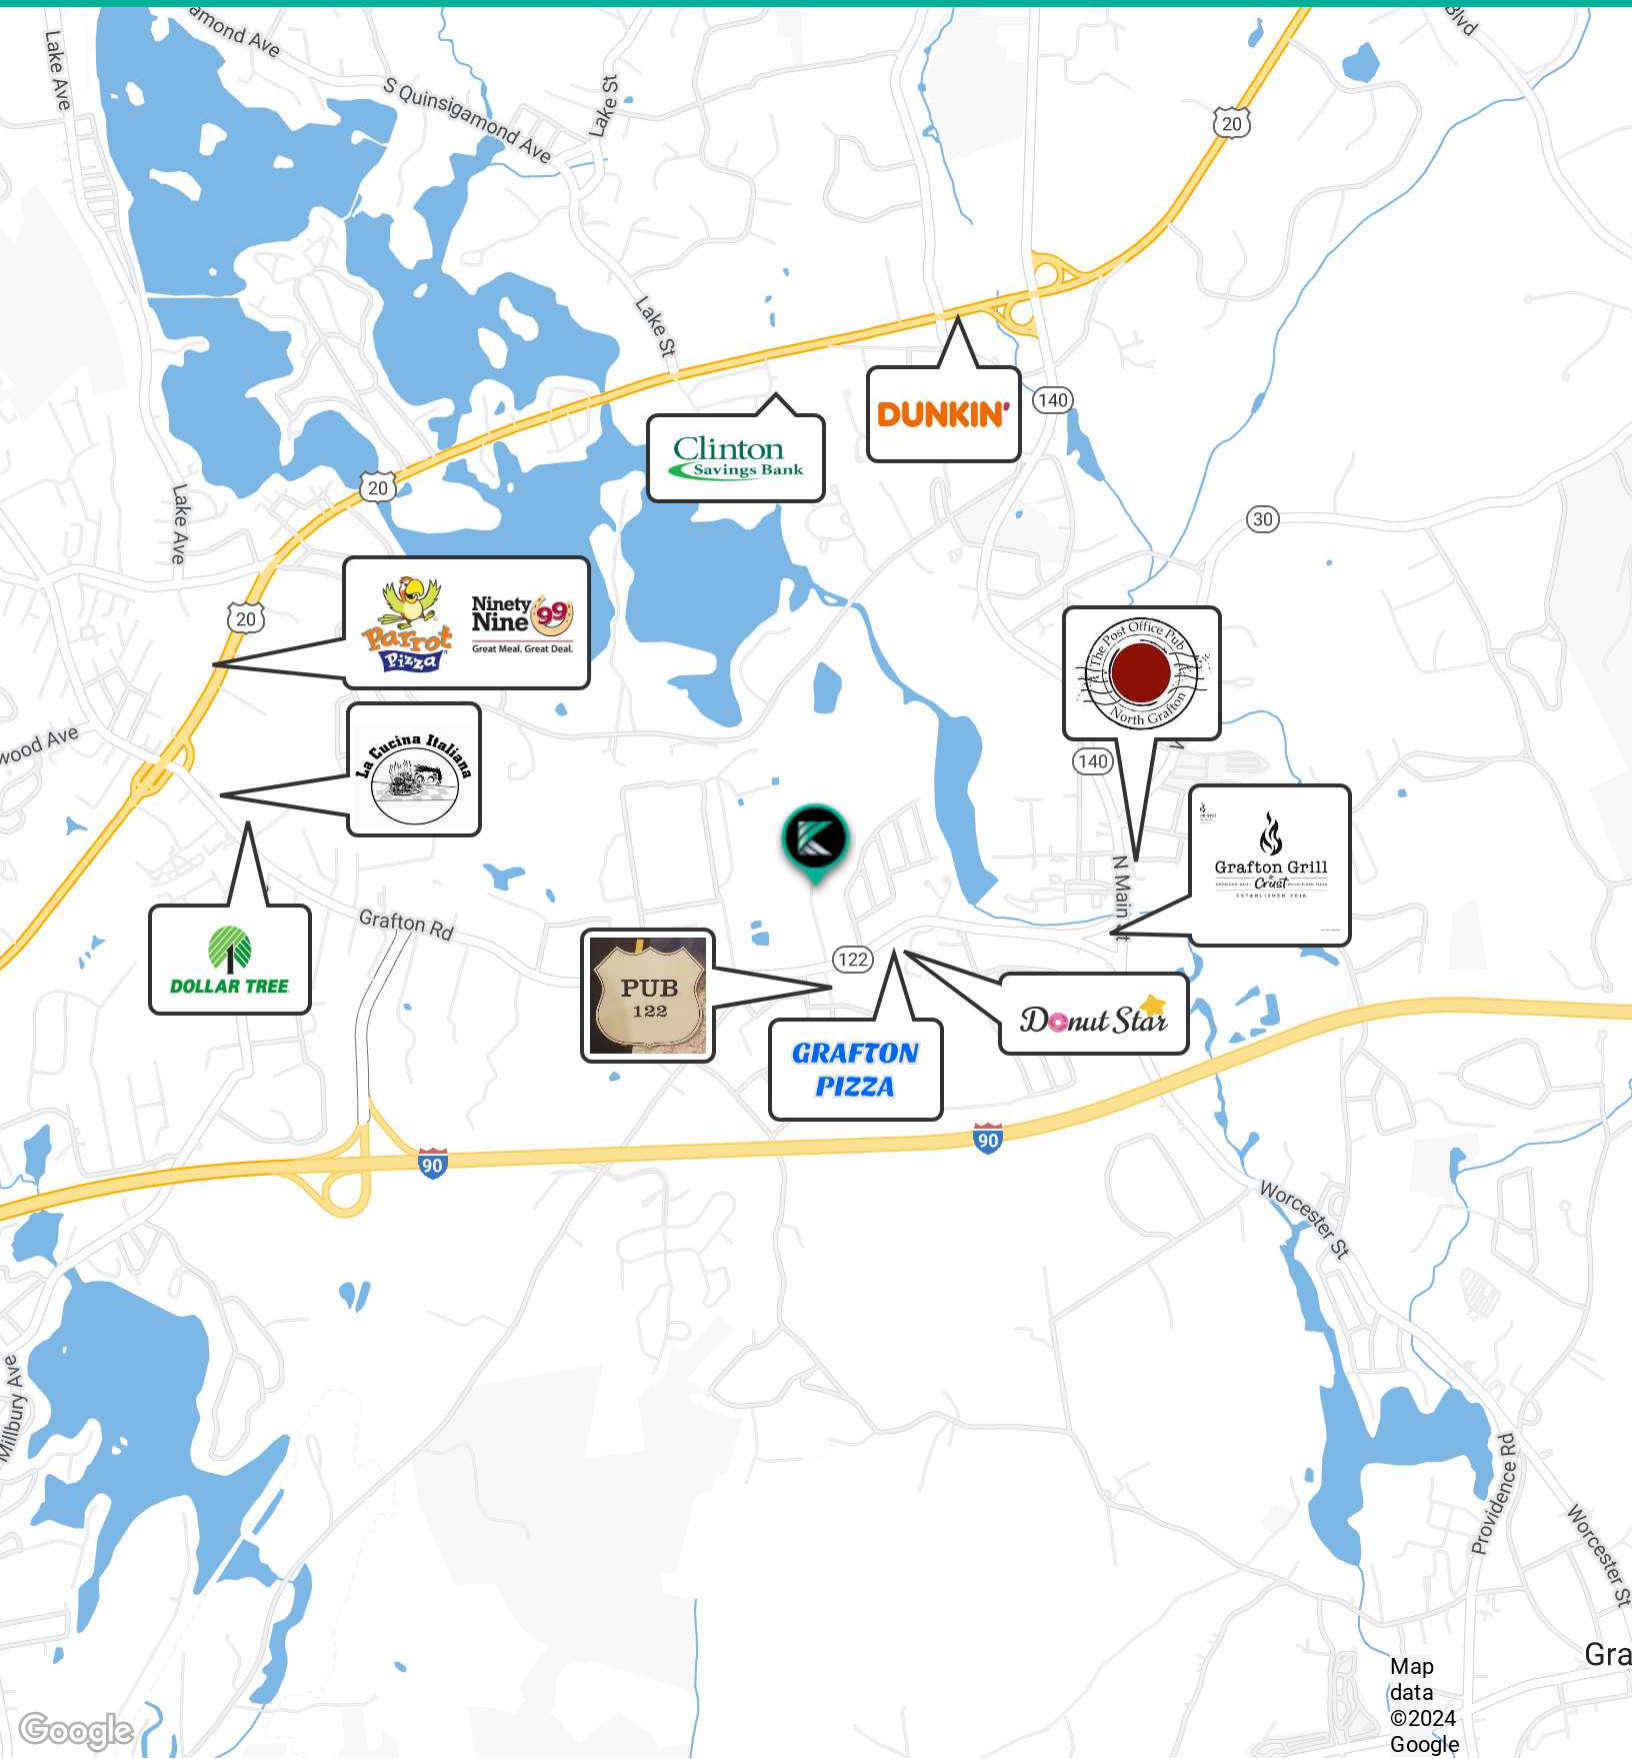 amond Ave
Blvd
Lake Ave
S Quinsigamond Ave
Lake St
20
Lake St
DUNKIN'
140
Clinton
Savings Bank
20
Lake Ave
30
20
Parrot
Pizza
Ninety
Nine 99
Great Meal. Great Deal.
The Post Office Pub
North Grafton
wood Ave
La Cucina Italiana
140
Grafton Grill
& Crust
ESTABLISHED 2016
N Main St
DOLLAR TREE
Grafton Rd
PUB
122
122
GRAFTON
PIZZA
Donut Star
90
90
Worcester St
Millbury Ave
Providence Rd
Worcester St
Gra
Map
data
©2024
Google
Google